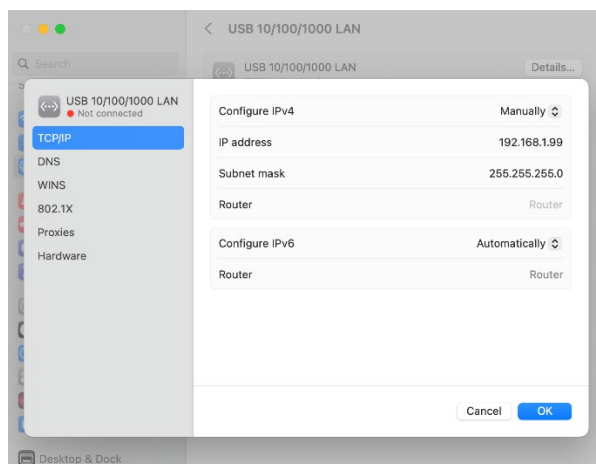 USB 10/100/1000 LAN
Search
USB 10/100/1000 LAN
Details...
USB 10/100/1000 LAN
Not connected
TCP/IP
DNS
WINS
802.1X
Proxies
Hardware
Configure IPv4 Manually
IP address 192.168.1.99
Subnet mask 255.255.255.0
Router Router
Configure IPv6 Automatically
Router Router
Cancel OK
Desktop & Dock